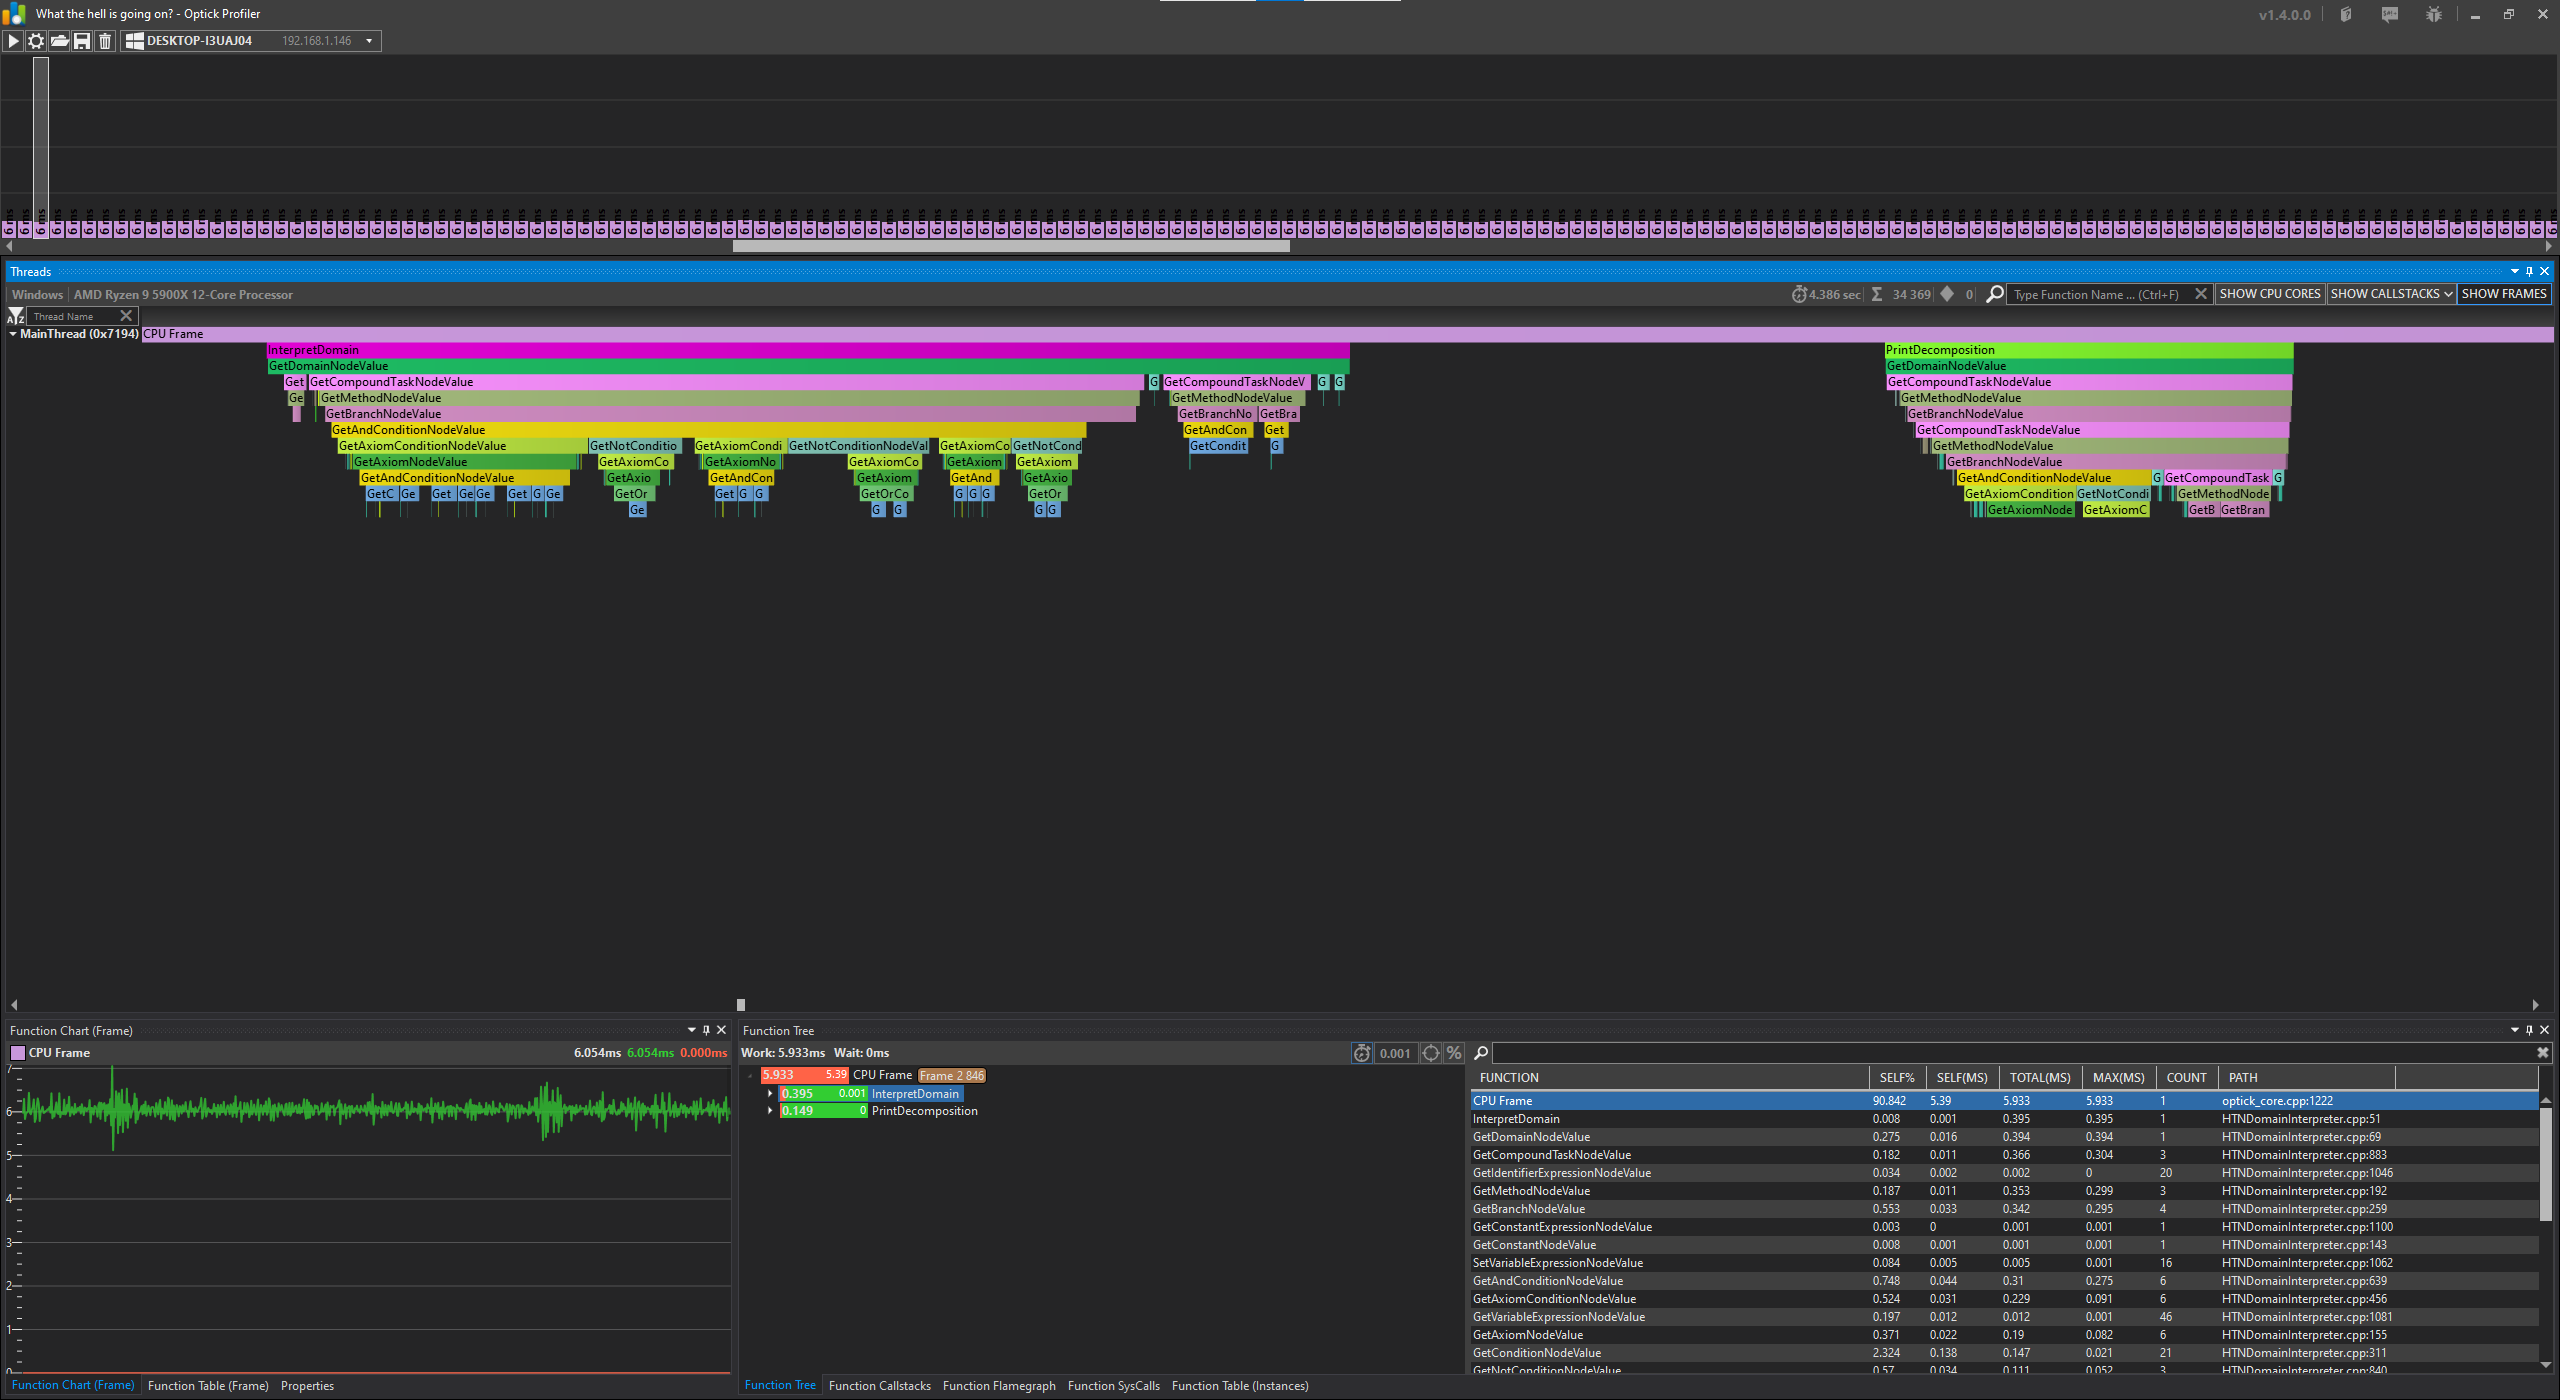 What the hell is going on? - Optick Profiler
v1.4.0.0
DESKTOP-I3UAJ04 192.168.1.146
Threads
Windows AMD Ryzen 9 5900X 12-Core Processor
4.386 sec Σ 34 369 0 Type Function Name ... (Ctrl+F) SHOW CPU CORES SHOW CALLSTACKS SHOW FRAMES
Thread Name
MainThread (0x7194) CPU Frame
InterpretDomain PrintDecomposition
GetDomainNodeValue GetDomainNodeValue
Get GetCompoundTaskNodeValue G GetCompoundTaskNodeV G G GetCompoundTaskNodeValue
Ge GetMethodNodeValue GetMethodNodeValue GetMethodNodeValue
GetBranchNodeValue GetBranchNo GetBra GetBranchNodeValue
GetAndConditionNodeValue GetAndCon Get GetCompoundTaskNodeValue
GetAxiomConditionNodeValue GetNotConditio GetAxiomCondi GetNotConditionNodeVal GetAxiomCo GetNotCond GetCondit G GetMethodNodeValue
GetAxiomNodeValue GetAxiomCo GetAxiomNo GetAxiomCo GetAxiom GetAxiom GetBranchNodeValue
GetAndConditionNodeValue GetAxio GetAndCon GetAxiom GetAnd GetAxio GetAndConditionNodeValue G GetCompoundTask G
GetC Ge Get Ge Ge Get G Ge GetOr Get G G GetOrCo G G G GetOr GetAxiomCondition GetNotCondi GetMethodNode
Ge G G G G GetAxiomNode GetAxiomC GetB GetBran
Function Chart (Frame)
CPU Frame 6.054ms 6.054ms 0.000ms
7
6
5
4
3
2
1
0
Function Chart (Frame) Function Table (Frame) Properties
Function Tree
Work: 5.933ms Wait: 0ms 0.001 %
5.933 5.39 CPU Frame Frame 2 846
0.395 0.001 InterpretDomain
0.149 0 PrintDecomposition
FUNCTION SELF% SELF(MS) TOTAL(MS) MAX(MS) COUNT PATH
CPU Frame 90.842 5.39 5.933 5.933 1 optick_core.cpp:1222
InterpretDomain 0.008 0.001 0.395 0.395 1 HTNDomainInterpreter.cpp:51
GetDomainNodeValue 0.275 0.016 0.394 0.394 1 HTNDomainInterpreter.cpp:69
GetCompoundTaskNodeValue 0.182 0.011 0.366 0.304 3 HTNDomainInterpreter.cpp:883
GetIdentifierExpressionNodeValue 0.034 0.002 0.002 0 20 HTNDomainInterpreter.cpp:1046
GetMethodNodeValue 0.187 0.011 0.353 0.299 3 HTNDomainInterpreter.cpp:192
GetBranchNodeValue 0.553 0.033 0.342 0.295 4 HTNDomainInterpreter.cpp:259
GetConstantExpressionNodeValue 0.003 0 0.001 0.001 1 HTNDomainInterpreter.cpp:1100
GetConstantNodeValue 0.008 0.001 0.001 0.001 1 HTNDomainInterpreter.cpp:143
SetVariableExpressionNodeValue 0.084 0.005 0.005 0.001 16 HTNDomainInterpreter.cpp:1062
GetAndConditionNodeValue 0.748 0.044 0.31 0.275 6 HTNDomainInterpreter.cpp:639
GetAxiomConditionNodeValue 0.524 0.031 0.229 0.091 6 HTNDomainInterpreter.cpp:456
GetVariableExpressionNodeValue 0.197 0.012 0.012 0.001 46 HTNDomainInterpreter.cpp:1081
GetAxiomNodeValue 0.371 0.022 0.19 0.082 6 HTNDomainInterpreter.cpp:155
GetConditionNodeValue 2.324 0.138 0.147 0.021 21 HTNDomainInterpreter.cpp:311
GetNotConditionNodeValue 0.57 0.034 0.111 0.052 3 HTNDomainInterpreter.cpp:840
Function Tree Function Callstacks Function Flamegraph Function SysCalls Function Table (Instances)